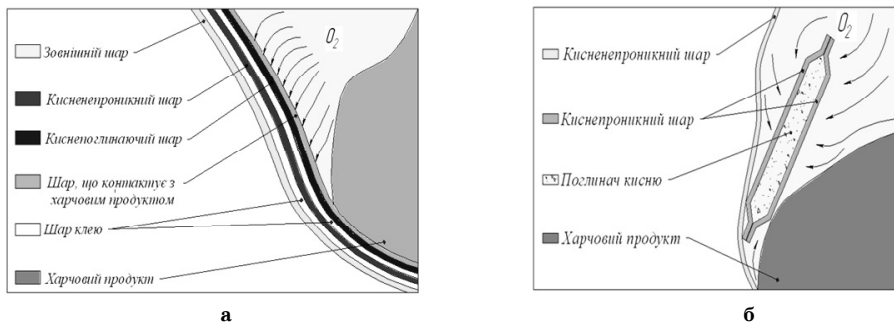 O₂
Зовнішній шар
Кисненепроникний шар
Киснепоглинаючий шар
Шар, що контактує з
харчовим продуктом
Шар клею
Харчовий продукт
а
O₂
Кисненепроникний шар
Киснепроникний шар
Поглинач кисню
Харчовий продукт
б